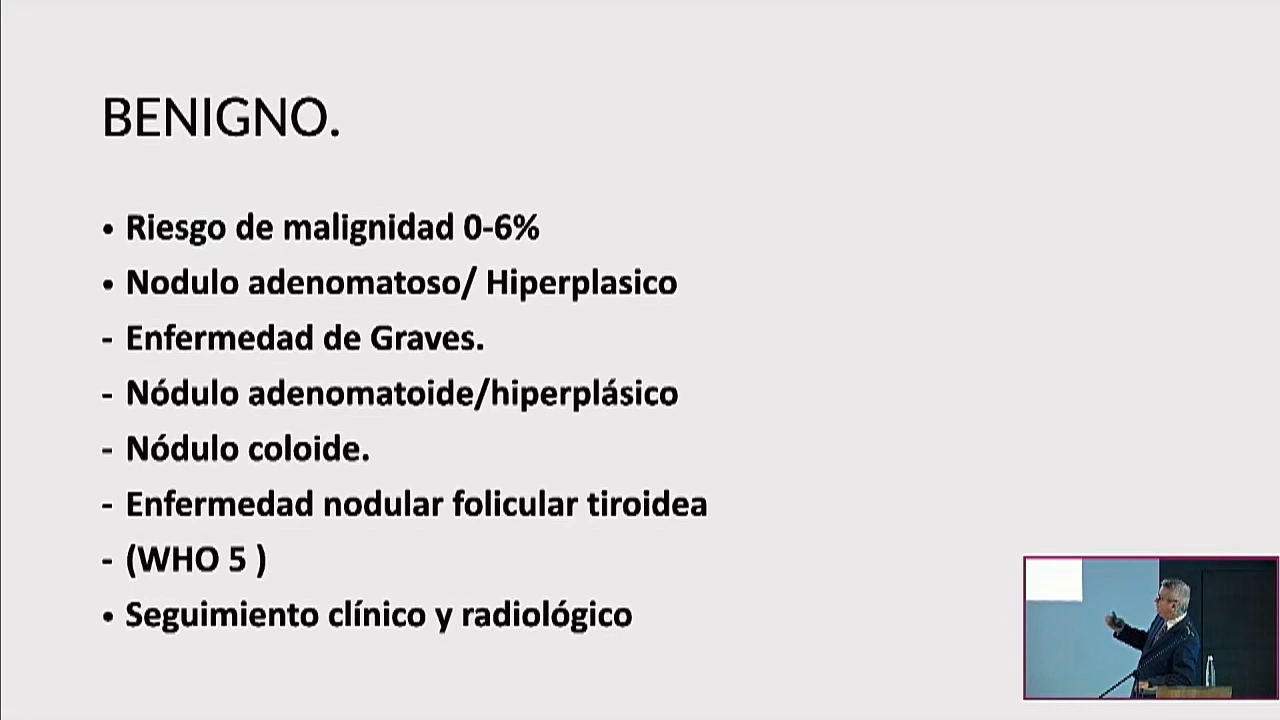 BENIGNO.
• Riesgo de malignidad 0-6%
• Nodulo adenomatoso/ Hiperplasico
- Enfermedad de Graves.
- Nódulo adenomatoide/hiperplásico
- Nódulo coloide.
- Enfermedad nodular folicular tiroidea
- (WHO 5 )
• Seguimiento clínico y radiológico